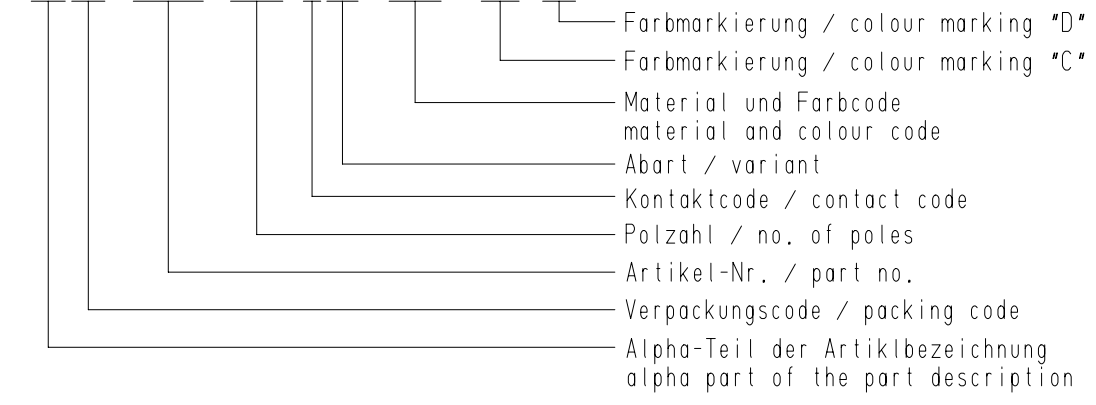 Farbmarkierung / colour marking "D"
Farbmarkierung / colour marking "C"
Material und Farbcode
material and colour code
Abart / variant
Kontaktcode / contact code
Polzahl / no. of poles
Artikel-Nr. / part no.
Verpackungscode / packing code
Alpha-Teil der Artiklbezeichnung
alpha part of the part description